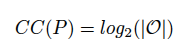 CC(P) = log₂(|𝒪|)